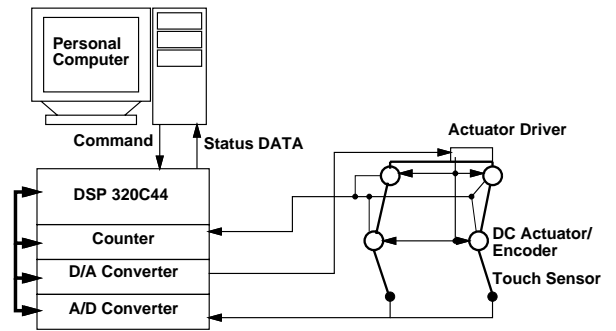 Personal
Computer
Command
Status DATA
Actuator Driver
DSP 320C44
Counter
DC Actuator/
Encoder
D/A Converter
Touch Sensor
A/D Converter